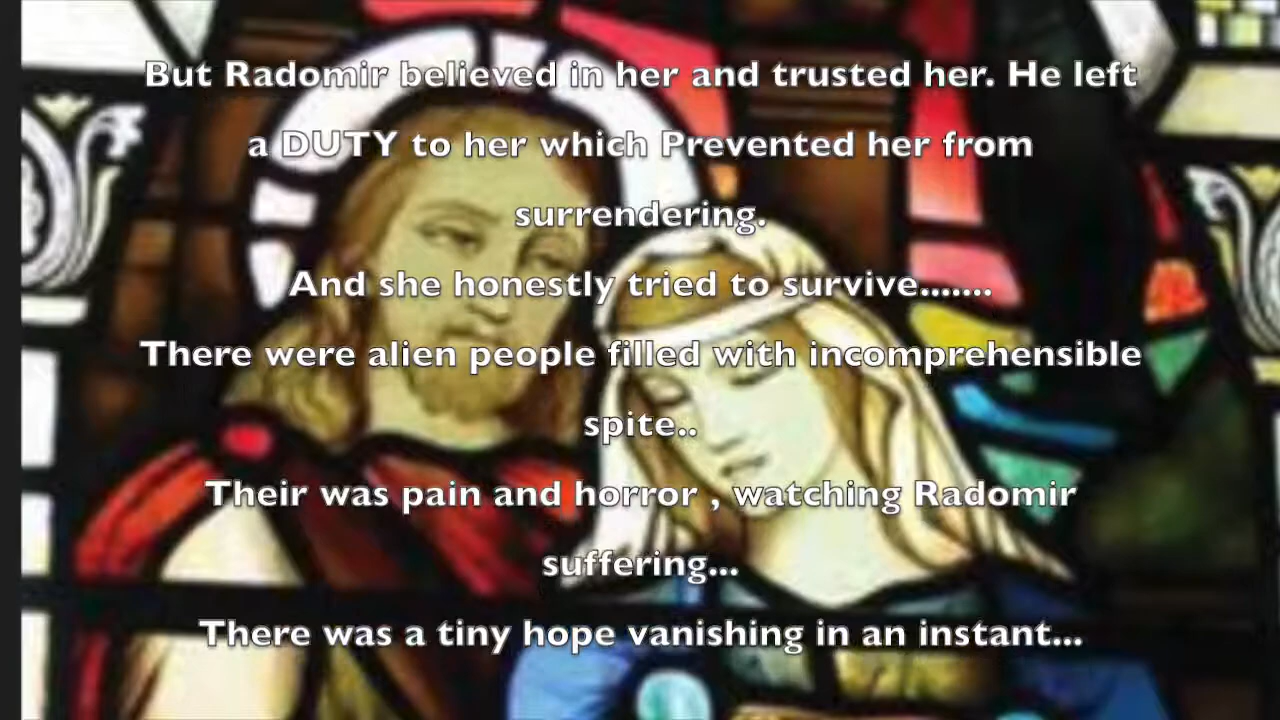 But Radomir believed in her and trusted her. He left
a DUTY to her which Prevented her from
surrendering.
And she honestly tried to survive.......
There were alien people filled with incomprehensible
spite..
Their was pain and horror , watching Radomir
suffering...
There was a tiny hope vanishing in an instant...